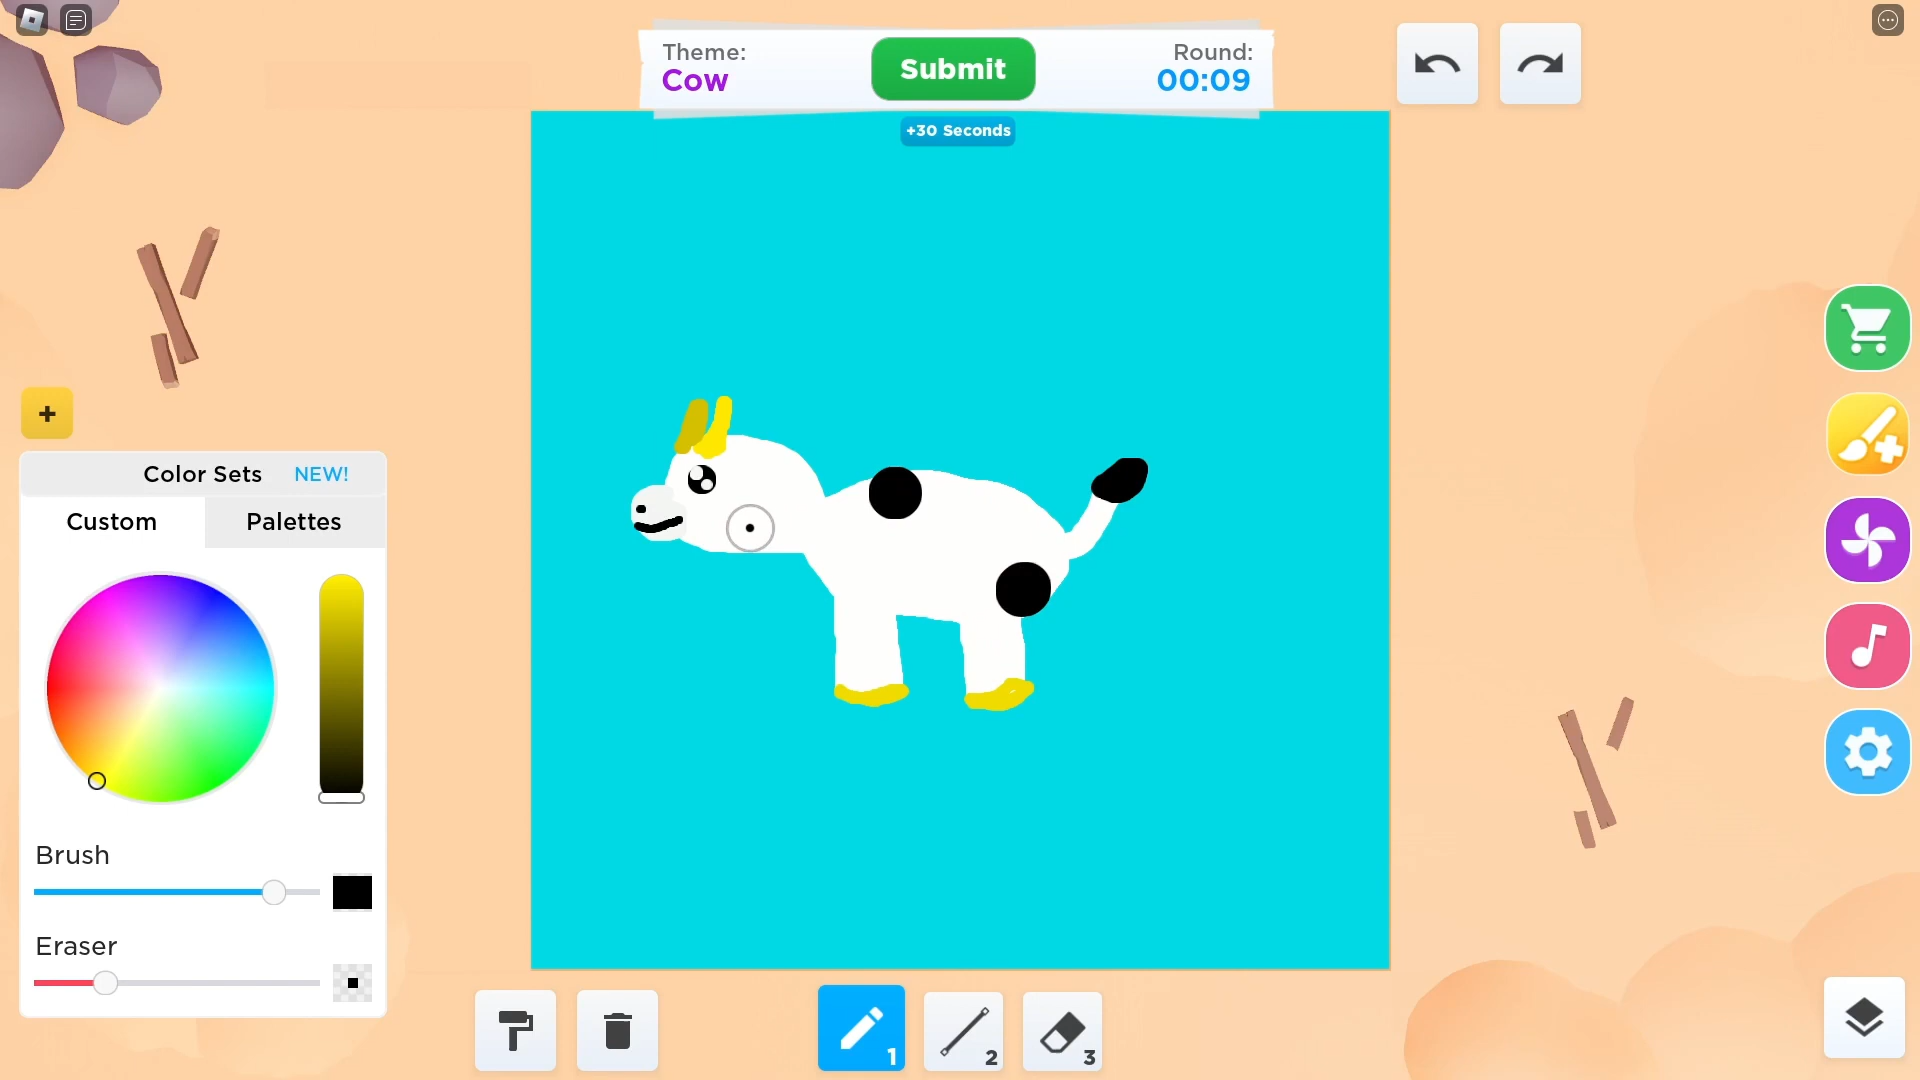 Theme:
Cow
Submit
Round:
00:09
+30 Seconds
+
Color Sets NEW!
Custom Palettes
Brush
Eraser
1
2
3